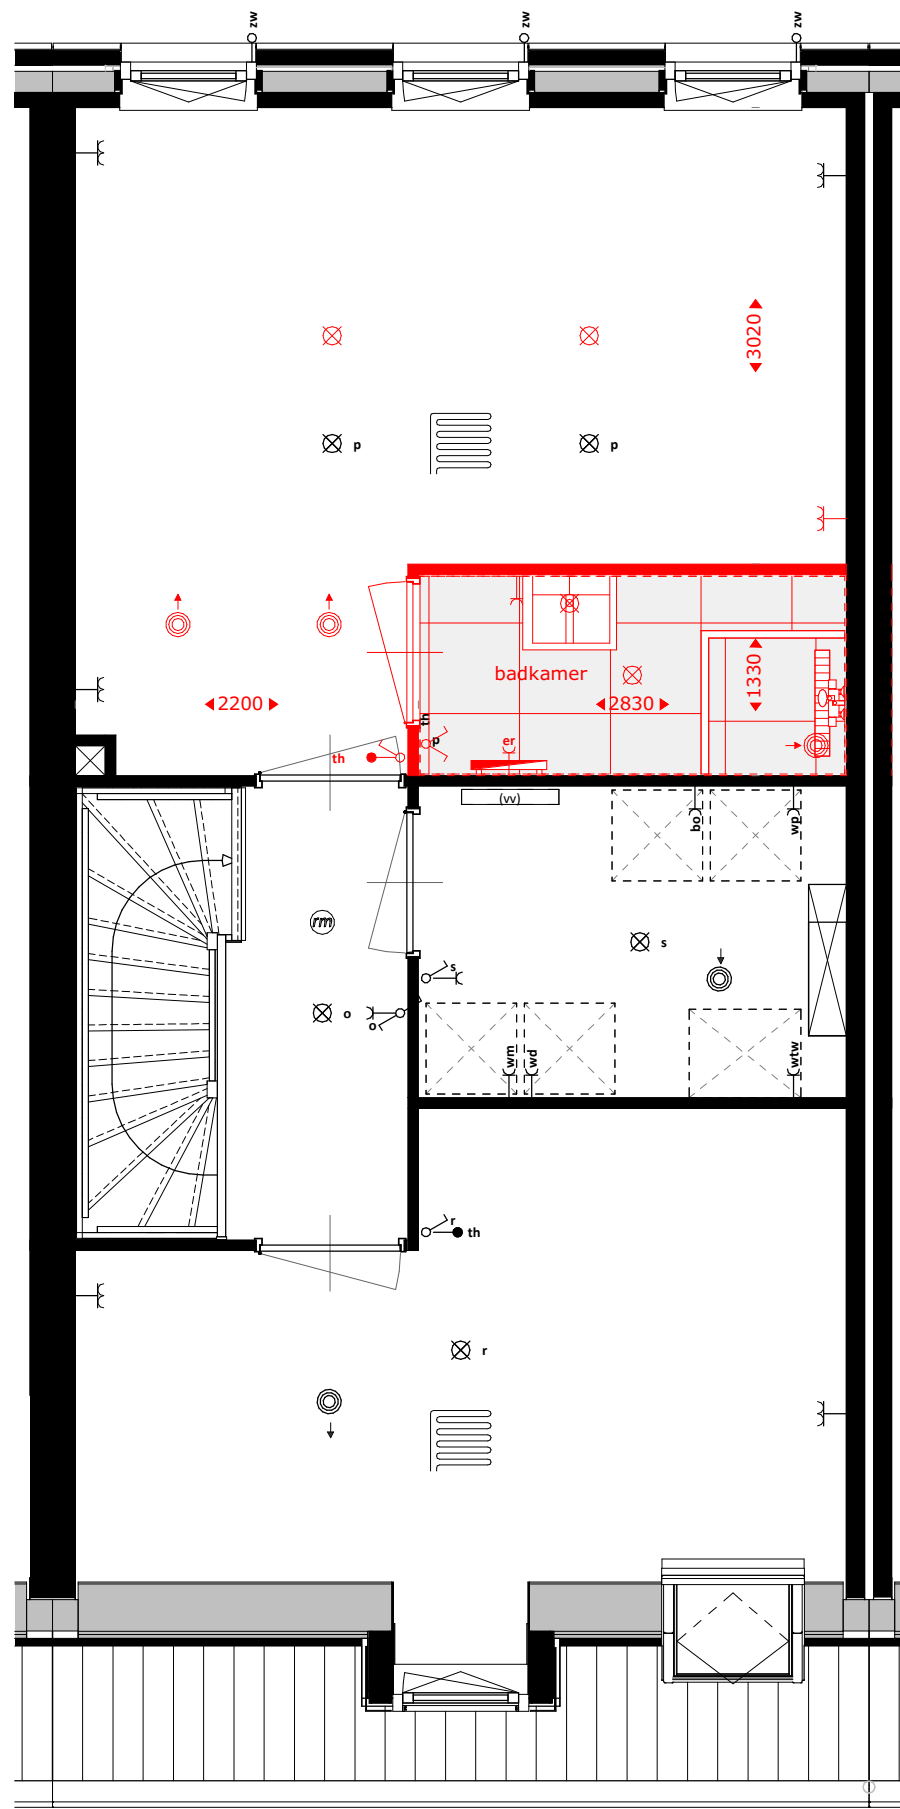 zw zw zw
3020
p p
badkamer
1330
2200
2830
th
p
th
er
(vv)
bo
wp
rm
s
s
o
o
wm
wd
wtw
r
th
r